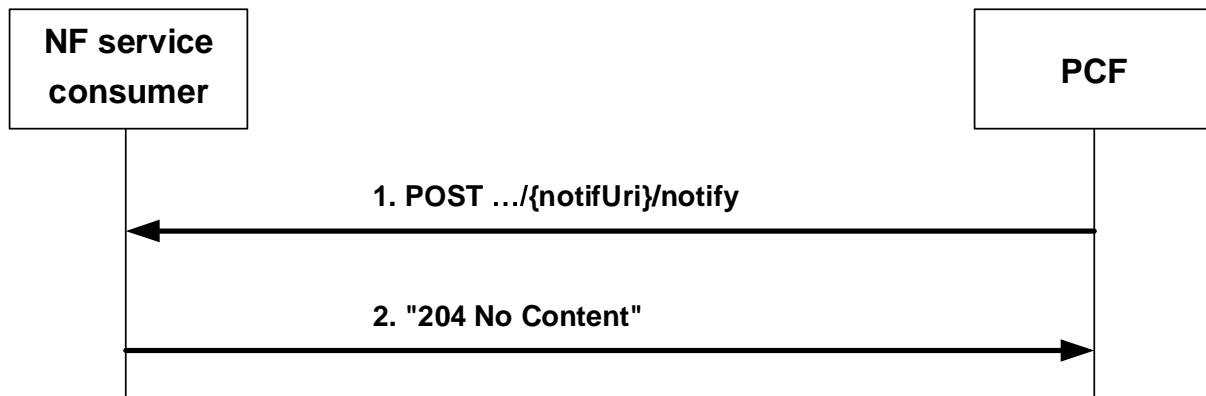 NF service
consumer
PCF
1. POST …/{notifUri}/notify
2. "204 No Content"